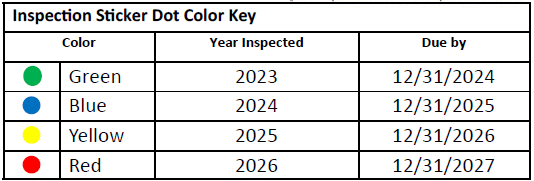 Inspection Sticker Dot Color Key
Color Year Inspected Due by
Green 2023 12/31/2024
Blue 2024 12/31/2025
Yellow 2025 12/31/2026
Red 2026 12/31/2027